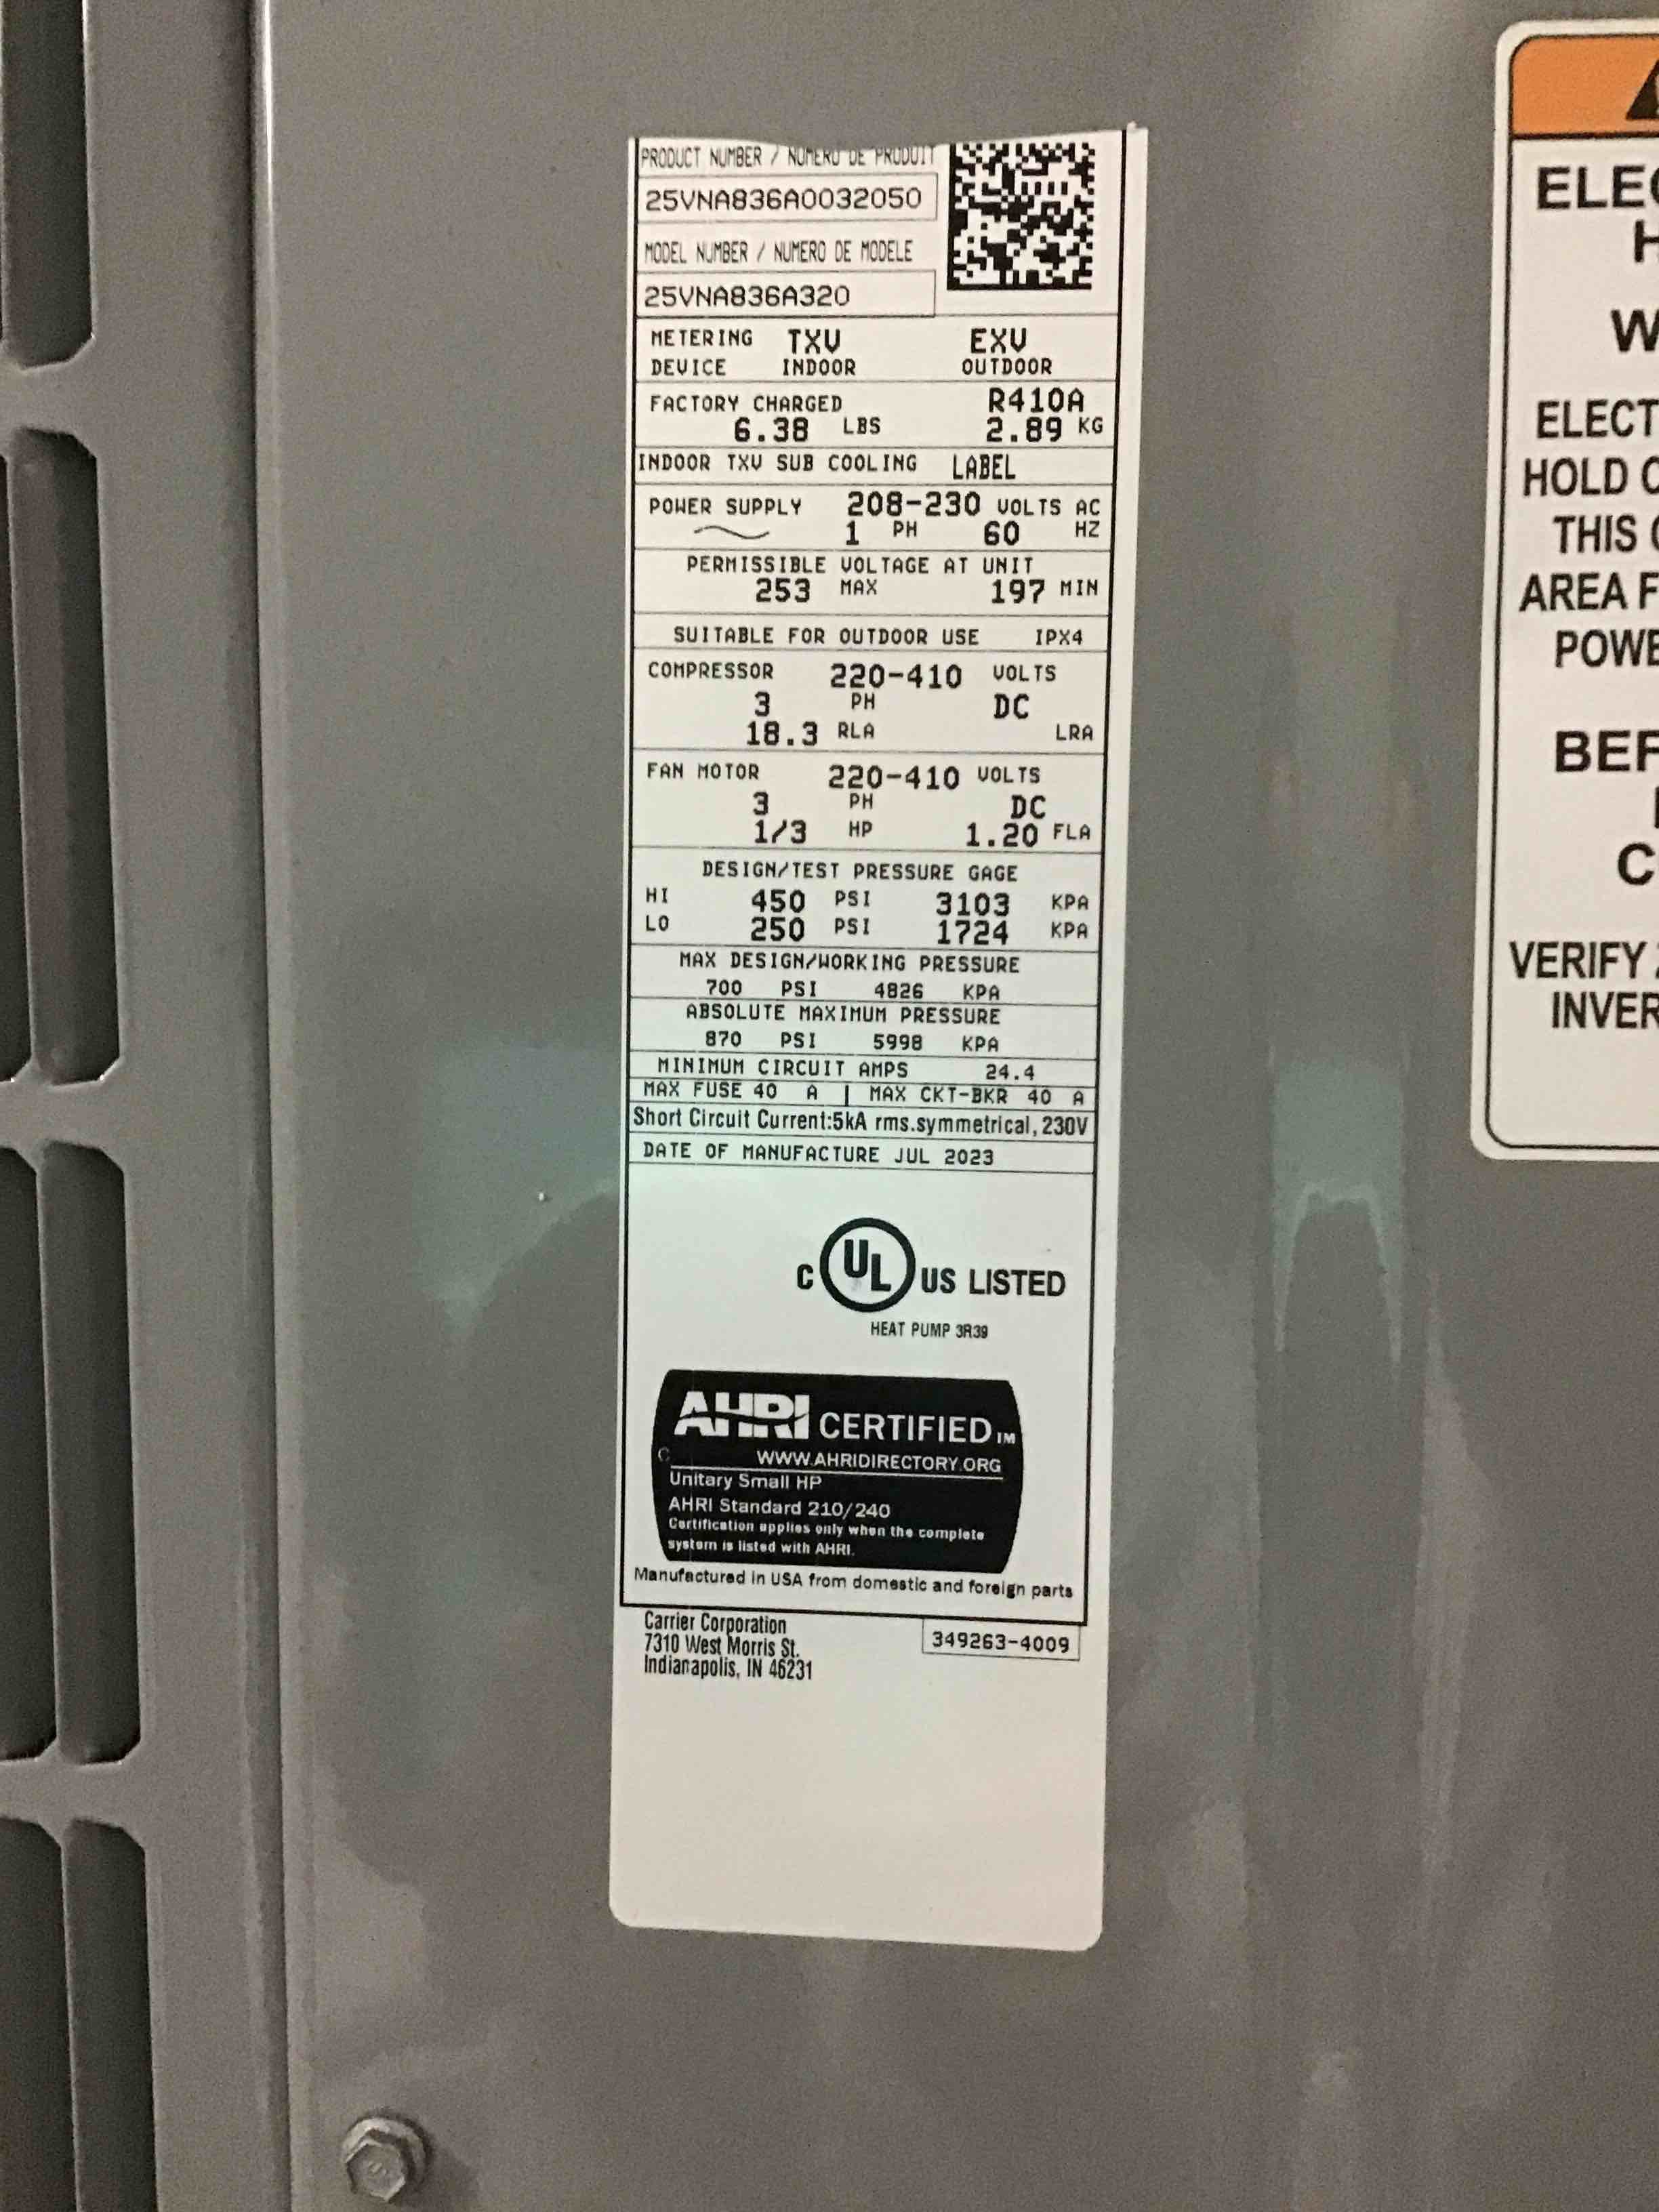 PRODUCT NUMBER / NUMERO DE PRODUIT
25VNA836A0032050
MODEL NUMBER / NUMERO DE MODELE
25VNA836A320
METERING TXV EXV
DEVICE INDOOR OUTDOOR
FACTORY CHARGED R410A
6.38 LBS 2.89 KG
INDOOR TXV SUB COOLING LABEL
POWER SUPPLY 208-230 VOLTS AC
1 PH 60 HZ
PERMISSIBLE VOLTAGE AT UNIT
253 MAX 197 MIN
SUITABLE FOR OUTDOOR USE IPX4
COMPRESSOR 220-410 VOLTS
3 PH DC
18.3 RLA LRA
FAN MOTOR 220-410 VOLTS
3 PH DC
1/3 HP 1.20 FLA
DESIGN/TEST PRESSURE GAGE
HI 450 PSI 3103 KPA
LO 250 PSI 1724 KPA
MAX DESIGN/WORKING PRESSURE
700 PSI 4826 KPA
ABSOLUTE MAXIMUM PRESSURE
870 PSI 5998 KPA
MINIMUM CIRCUIT AMPS 24.4
MAX FUSE 40 A | MAX CKT-BKR 40 A
Short Circuit Current:5kA rms.symmetrical, 230V
DATE OF MANUFACTURE JUL 2023
C UL US LISTED
HEAT PUMP 3R39
AHRI CERTIFIED TM
C
WWW.AHRIDIRECTORY.ORG
Unitary Small HP
AHRI Standard 210/240
Certification applies only when the complete
system is listed with AHRI.
Manufactured in USA from domestic and foreign parts
Carrier Corporation
7310 West Morris St.
Indianapolis, IN 46231
349263-4009
ELEC
H
W
ELECT
HOLD C
THIS
AREA F
POWE
BEF
C
VERIFY
INVER